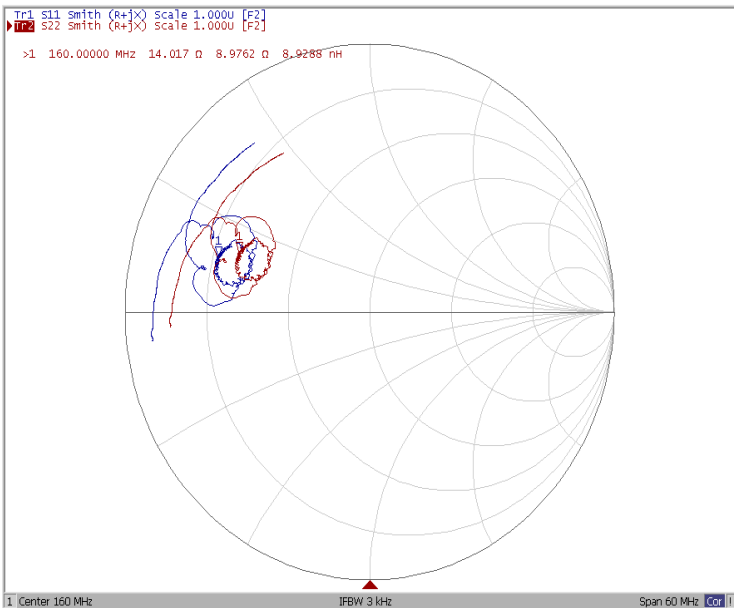 Tr1 S11 Smith (R+jX) Scale 1.000U [F2]
Tr2 S22 Smith (R+jX) Scale 1.000U [F2]
>1 160.00000 MHz 14.017 Ω 8.9762 Ω 8.9288 nH
1
1
1 Center 160 MHz IFBW 3 kHz Span 60 MHz Cor !